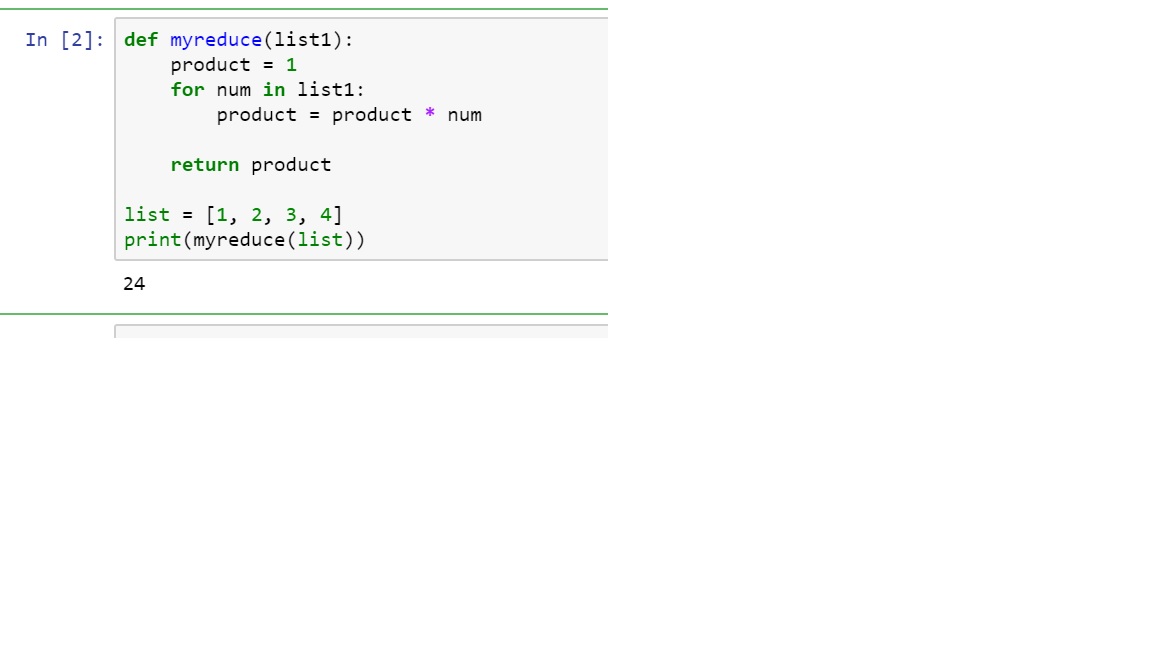 In [2]: def myreduce(list1):
    product = 1
    for num in list1:
        product = product * num

    return product

list = [1, 2, 3, 4]
print(myreduce(list))
24